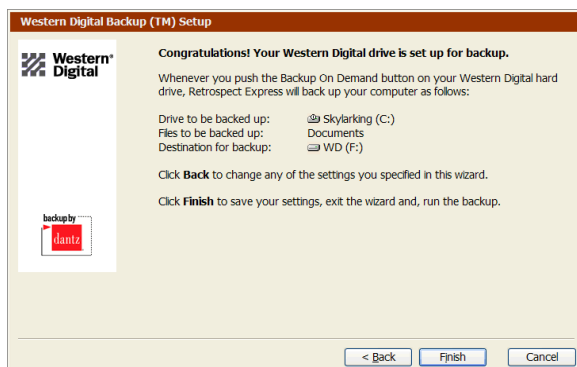 Western Digital Backup (TM) Setup
Western®
Digital
Congratulations! Your Western Digital drive is set up for backup.
Whenever you push the Backup On Demand button on your Western Digital hard
drive, Retrospect Express will back up your computer as follows:
Drive to be backed up: Skylarking (C:)
Files to be backed up: Documents
Destination for backup: WD (F:)
Click Back to change any of the settings you specified in this wizard.
Click Finish to save your settings, exit the wizard and, run the backup.
backup by
dantz
< Back Finish Cancel